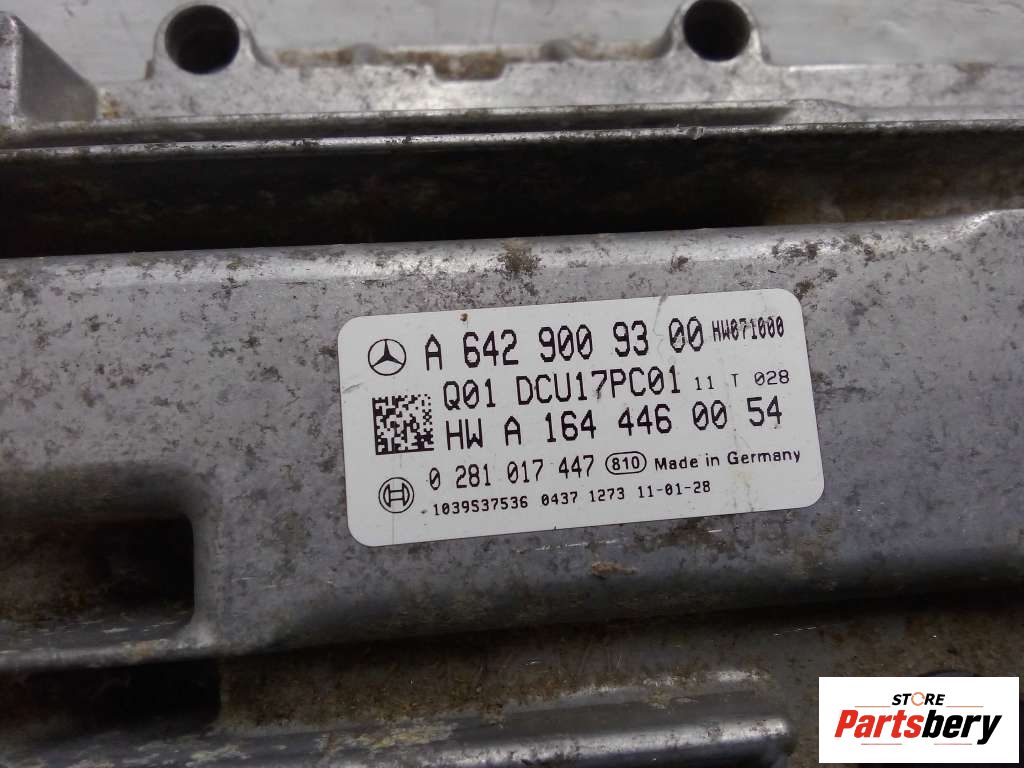 A 642 900 93 00 HW071000
Q01 DCU17PC01 11 T 028
HW A 164 446 00 54
0 281 017 447 810 Made in Germany
1039S37536 0437 1273 11-01-28
STORE
Partsbery